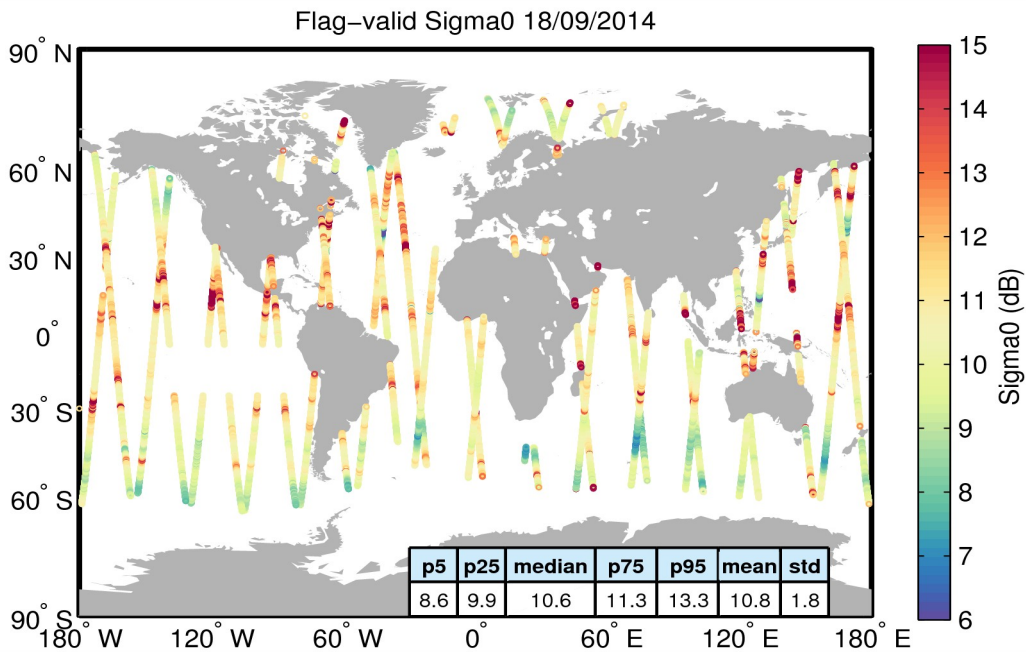 Flag−valid Sigma0 18/09/2014
90° N
60° N
30° N
0°
30° S
60° S
90° S
180° W
120° W
60° W
0°
60° E
120° E
180° E
p5 p25 median p75 p95 mean std
8.6 9.9 10.6 11.3 13.3 10.8 1.8
15
14
13
12
11
10
9
8
7
6
Sigma0 (dB)